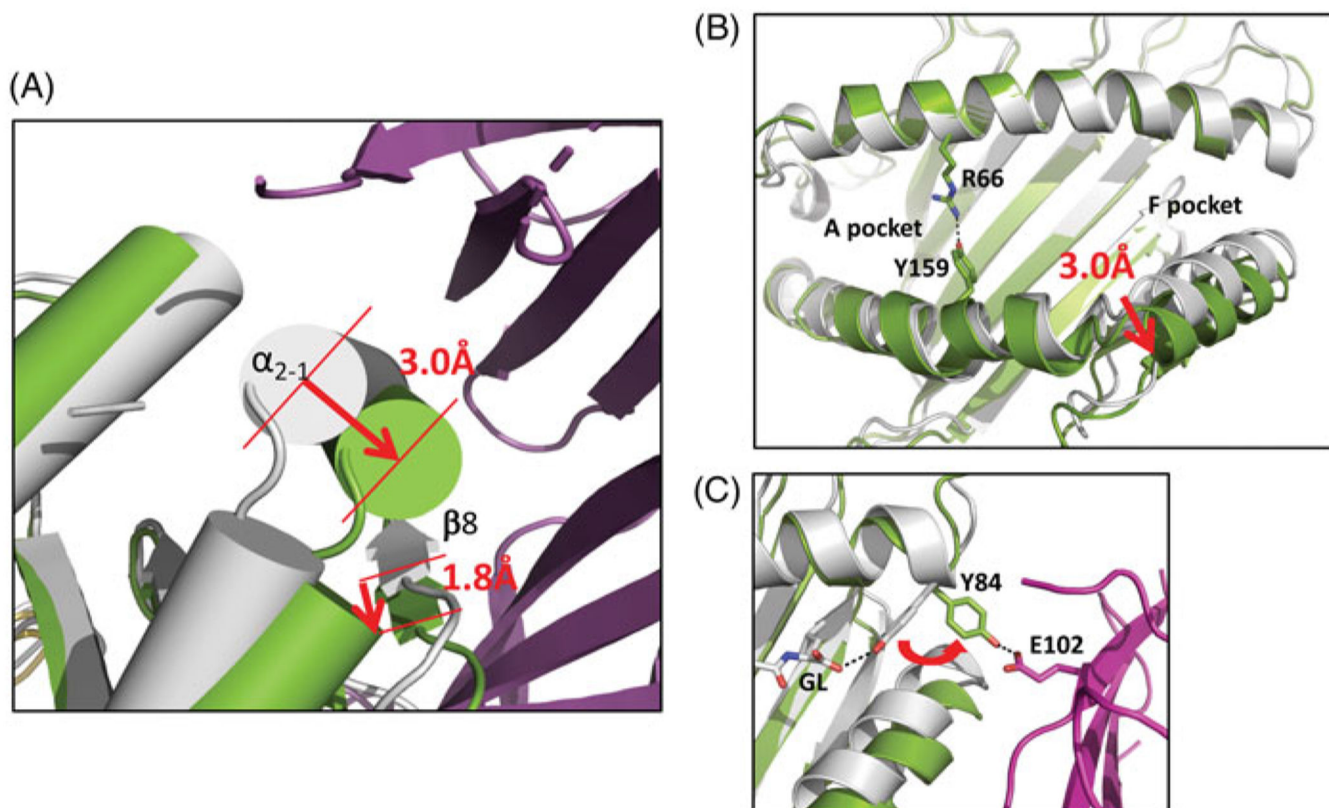 (A)
α2-1
3.0Å
β8
1.8Å
(B)
R66
A pocket
F pocket
Y159
3.0Å
(C)
Y84
E102
GL